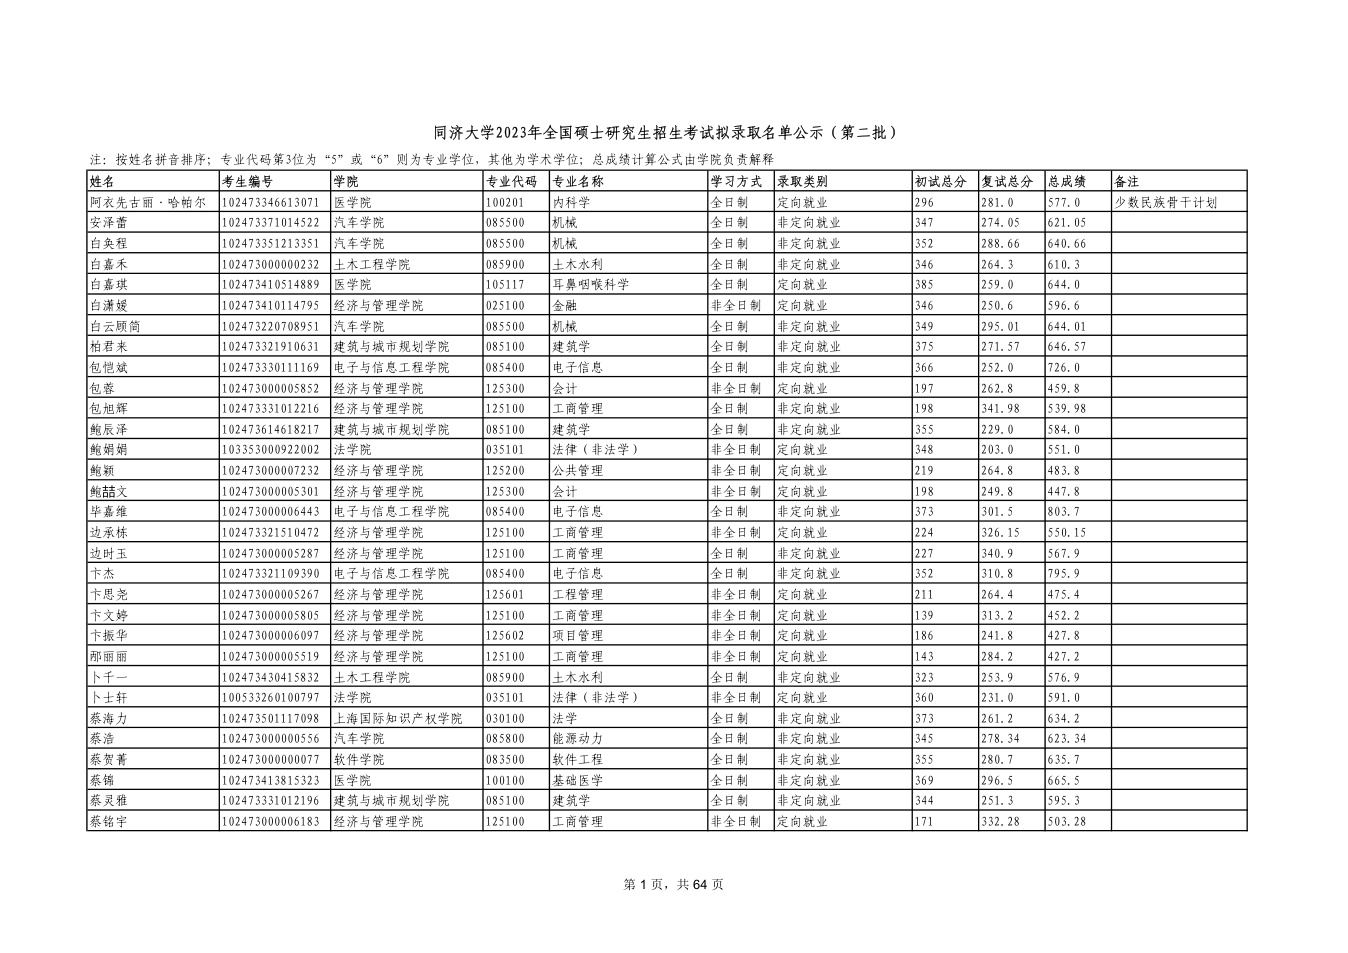 同济大学2023年全国硕士研究生招生考试拟录取名单公示（第二批）
注：按姓名拼音排序；专业代码第3位为“5”或“6”则为专业学位，其他为学术学位；总成绩计算公式由学院负责解释
姓名 考生编号 学院 专业代码 专业名称 学习方式 录取类别 初试总分 复试总分 总成绩 备注
阿衣先古丽·哈帕尔 102473346613071 医学院 100201 内科学 全日制 定向就业 296 281.0 577.0 少数民族骨干计划
安泽蕾 102473371014522 汽车学院 085500 机械 全日制 非定向就业 347 274.05 621.05
白奂程 102473351213351 汽车学院 085500 机械 全日制 非定向就业 352 288.66 640.66
白嘉禾 102473000000232 土木工程学院 085900 土木水利 全日制 非定向就业 346 264.3 610.3
白嘉琪 102473410514889 医学院 105117 耳鼻咽喉科学 全日制 非定向就业 385 259.0 644.0
白潇媛 102473410114795 经济与管理学院 025100 金融 非全日制 定向就业 346 250.6 596.6
白云顾简 102473220708951 汽车学院 085500 机械 全日制 非定向就业 349 295.01 644.01
柏君来 102473321910631 建筑与城市规划学院 085100 建筑学 全日制 非定向就业 375 271.57 646.57
包恺斌 102473330111169 电子与信息工程学院 085400 电子信息 全日制 非定向就业 366 252.0 726.0
包蓉 102473000005852 经济与管理学院 125300 会计 非全日制 定向就业 197 262.8 459.8
包旭辉 102473331012216 经济与管理学院 125100 工商管理 全日制 非定向就业 198 341.98 539.98
鲍辰泽 102473614618217 建筑与城市规划学院 085100 建筑学 全日制 非定向就业 355 229.0 584.0
鲍娟娟 103353000922002 法学院 035101 法律（非法学） 非全日制 定向就业 348 203.0 551.0
鲍颖 102473000007232 经济与管理学院 125200 公共管理 非全日制 定向就业 219 264.8 483.8
鲍喆文 102473000005301 经济与管理学院 125300 会计 非全日制 定向就业 198 249.8 447.8
毕嘉维 102473000006443 电子与信息工程学院 085400 电子信息 全日制 非定向就业 373 301.5 803.7
边承栋 102473321510472 经济与管理学院 125100 工商管理 非全日制 定向就业 224 326.15 550.15
边时玉 102473000005287 经济与管理学院 125100 工商管理 全日制 非定向就业 227 340.9 567.9
卞杰 102473321109390 电子与信息工程学院 085400 电子信息 全日制 非定向就业 352 310.8 795.9
卞思尧 102473000005267 经济与管理学院 125601 工程管理 非全日制 定向就业 211 264.4 475.4
卞文婷 102473000005805 经济与管理学院 125100 工商管理 非全日制 定向就业 139 313.2 452.2
卞振华 102473000006097 经济与管理学院 125602 项目管理 非全日制 定向就业 186 241.8 427.8
邴丽丽 102473000005519 经济与管理学院 125100 工商管理 非全日制 定向就业 143 284.2 427.2
卜千一 102473430415832 土木工程学院 085900 土木水利 全日制 非定向就业 323 253.9 576.9
卜士轩 100533260100797 法学院 035101 法律（非法学） 非全日制 定向就业 360 231.0 591.0
蔡海力 102473501117098 上海国际知识产权学院 030100 法学 全日制 非定向就业 373 261.2 634.2
蔡浩 102473000000556 汽车学院 085800 能源动力 全日制 非定向就业 345 278.34 623.34
蔡贺菁 102473000000077 软件学院 083500 软件工程 全日制 非定向就业 355 280.7 635.7
蔡锦 102473413815323 医学院 100100 基础医学 全日制 非定向就业 369 296.5 665.5
蔡灵雅 102473331012196 建筑与城市规划学院 085100 建筑学 全日制 非定向就业 344 251.3 595.3
蔡铭宇 102473000006183 经济与管理学院 125100 工商管理 非全日制 定向就业 171 332.28 503.28
第 1 页，共 64 页